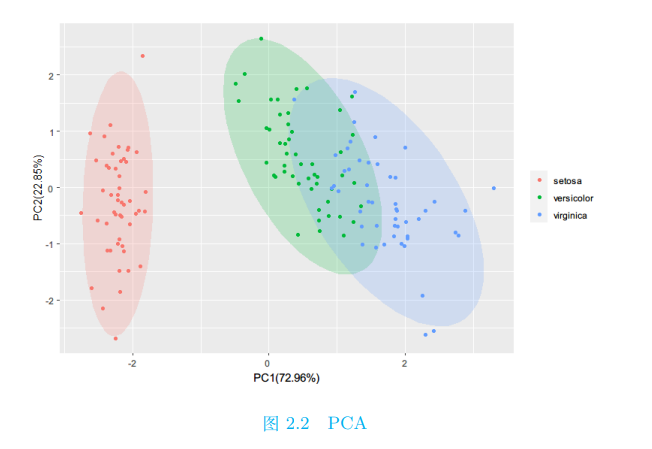 2
1
0
-1
-2
PC2(22.85%)
-2
0
2
PC1(72.96%)
setosa
versicolor
virginica
图 2.2 PCA